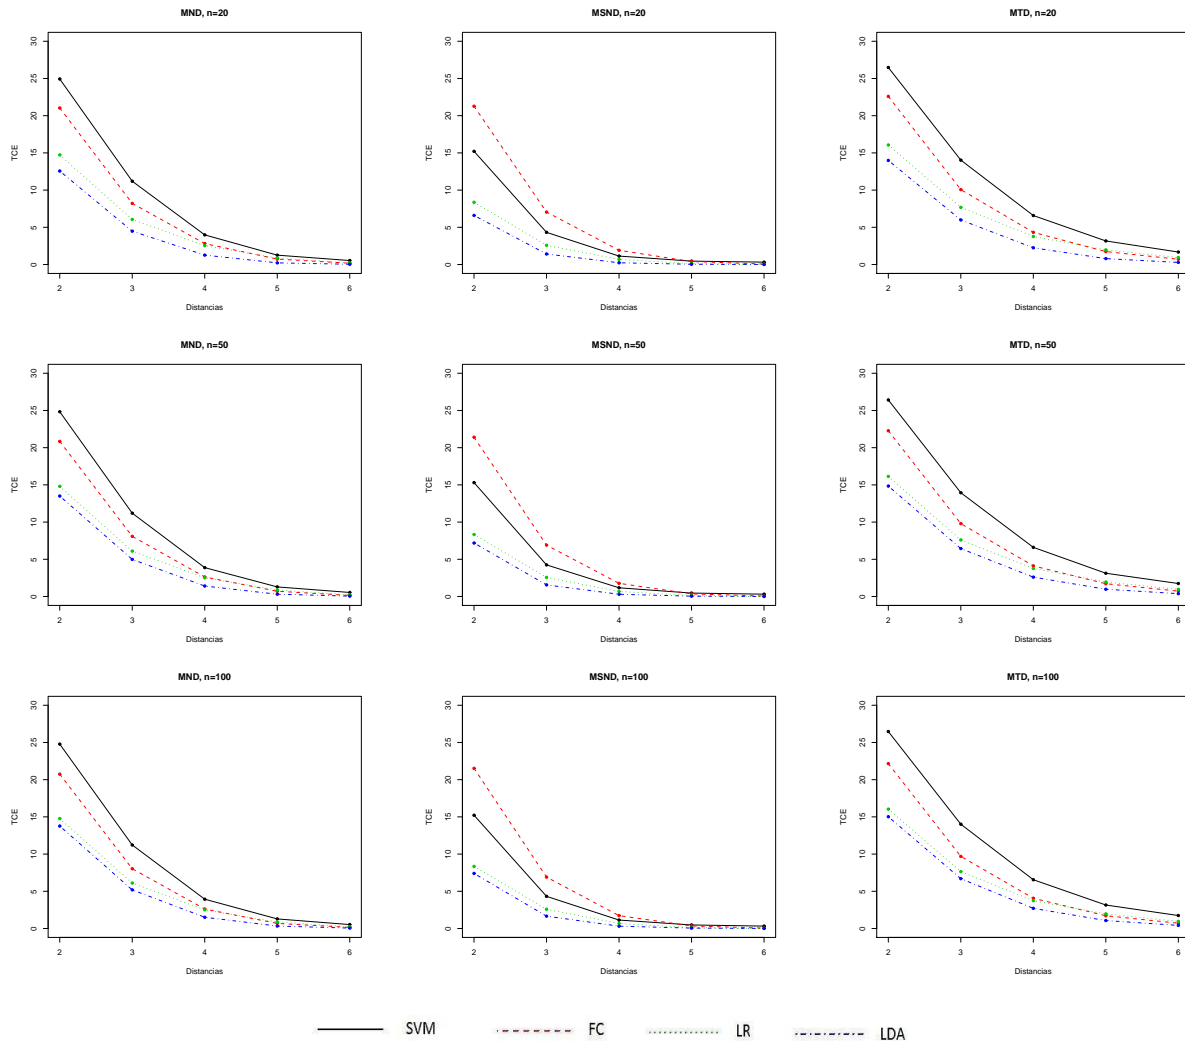 MND, n=20
MSND, n=20
MTD, n=20
TCE
0 5 10 15 20 25 30
2 3 4 5 6
Distancias
TCE
0 5 10 15 20 25 30
2 3 4 5 6
Distancias
TCE
0 5 10 15 20 25 30
2 3 4 5 6
Distancias
MND, n=50
MSND, n=50
MTD, n=50
TCE
0 5 10 15 20 25 30
2 3 4 5 6
Distancias
TCE
0 5 10 15 20 25 30
2 3 4 5 6
Distancias
TCE
0 5 10 15 20 25 30
2 3 4 5 6
Distancias
MND, n=100
MSND, n=100
MTD, n=100
TCE
0 5 10 15 20 25 30
2 3 4 5 6
Distancias
TCE
0 5 10 15 20 25 30
2 3 4 5 6
Distancias
TCE
0 5 10 15 20 25 30
2 3 4 5 6
Distancias
SVM FC LR LDA